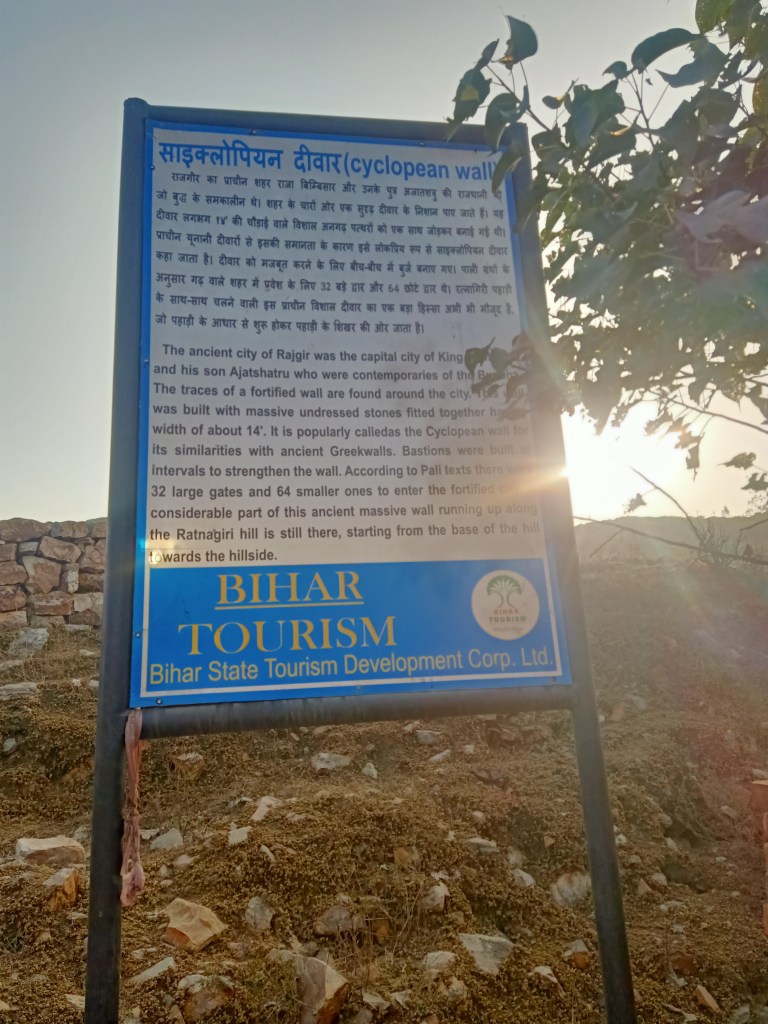 साइक्लोपियन दीवार(cyclopean wall)
राजगीर का प्राचीन शहर राजा बिम्बिसार और उनके पुत्र अजातशत्रु की राजधानी थी
जो बुद्ध के समकालीन थे। शहर के चारों ओर एक सुदृढ़ दीवार के निशान पाए जाते हैं। यह
दीवार लगभग १४' की चौड़ाई वाले विशाल अनगढ़ पत्थरों को एक साथ जोड़कर बनाई गई थी।
प्राचीन यूनानी दीवारों से इसकी समानता के कारण इसे लोकप्रिय रूप से साइक्लोपियन दीवार
कहा जाता है। दीवार को मजबूत करने के लिए बीच-बीच में बुर्ज बनाए गए। पाली ग्रंथों के
अनुसार गढ़ वाले शहर में प्रवेश के लिए 32 बड़े द्वार और 64 छोटे द्वार थे। रत्नागिरी पहाड़ी
के साथ-साथ चलने वाली इस प्राचीन विशाल दीवार का एक बड़ा हिस्सा अभी भी मौजूद है,
जो पहाड़ी के आधार से शुरू होकर पहाड़ी के शिखर की ओर जाता है।
The ancient city of Rajgir was the capital city of King
and his son Ajatshatru who were contemporaries of the
The traces of a fortified wall are found around the city. This
was built with massive undressed stones fitted together
width of about 14'. It is popularly calledas the Cyclopean wall for
its similarities with ancient Greekwalls. Bastions were built at
intervals to strengthen the wall. According to Pali texts there
32 large gates and 64 smaller ones to enter the fortified
considerable part of this ancient massive wall running up along
the Ratnagiri hill is still there, starting from the base of the hill
towards the hillside.
BIHAR
TOURISM
BIHAR
TOURISM
Bihar State Tourism Development Corp. Ltd.